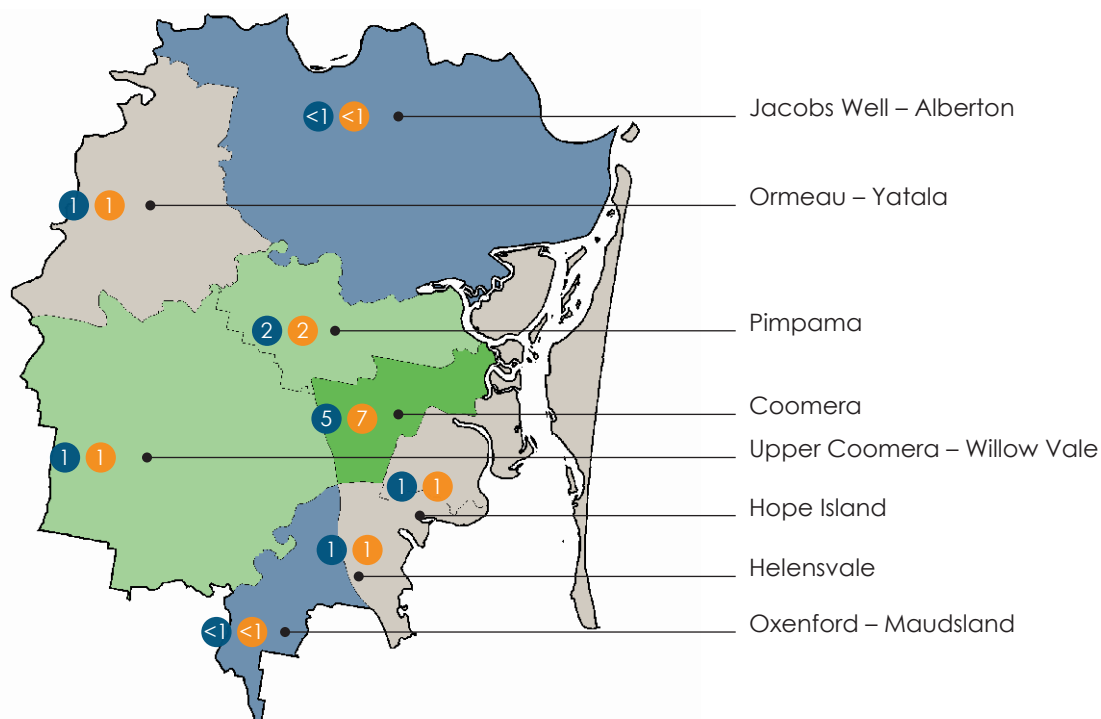 <1 <1 Jacobs Well – Alberton
1 1 Ormeau – Yatala
2 2 Pimpama
5 7 Coomera
1 1 Upper Coomera – Willow Vale
1 1 Hope Island
1 1 Helensvale
<1 <1 Oxenford – Maudsland